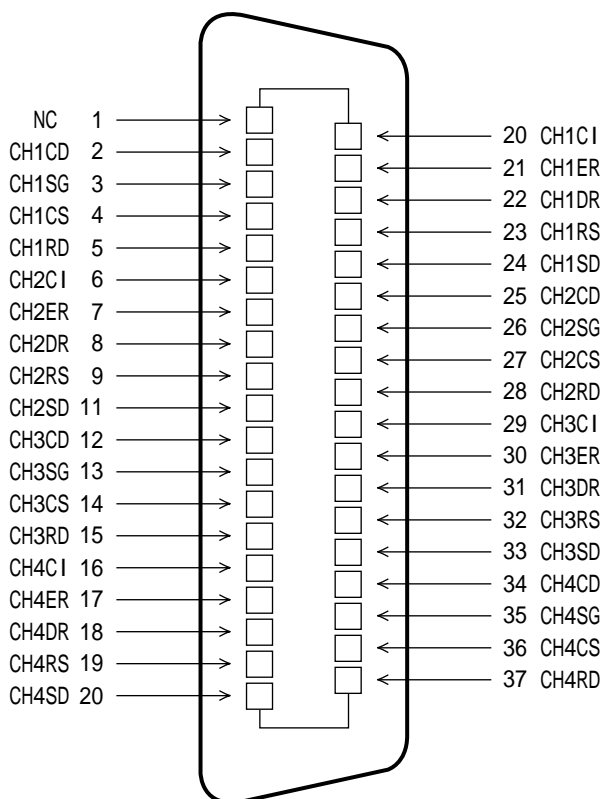 NC 1
CH1CD 2
CH1SG 3
CH1CS 4
CH1RD 5
CH2CI 6
CH2ER 7
CH2DR 8
CH2RS 9
CH2SD 11
CH3CD 12
CH3SG 13
CH3CS 14
CH3RD 15
CH4CI 16
CH4ER 17
CH4DR 18
CH4RS 19
CH4SD 20
20 CH1CI
21 CH1ER
22 CH1DR
23 CH1RS
24 CH1SD
25 CH2CD
26 CH2SG
27 CH2CS
28 CH2RD
29 CH3CI
30 CH3ER
31 CH3DR
32 CH3RS
33 CH3SD
34 CH4CD
35 CH4SG
36 CH4CS
37 CH4RD